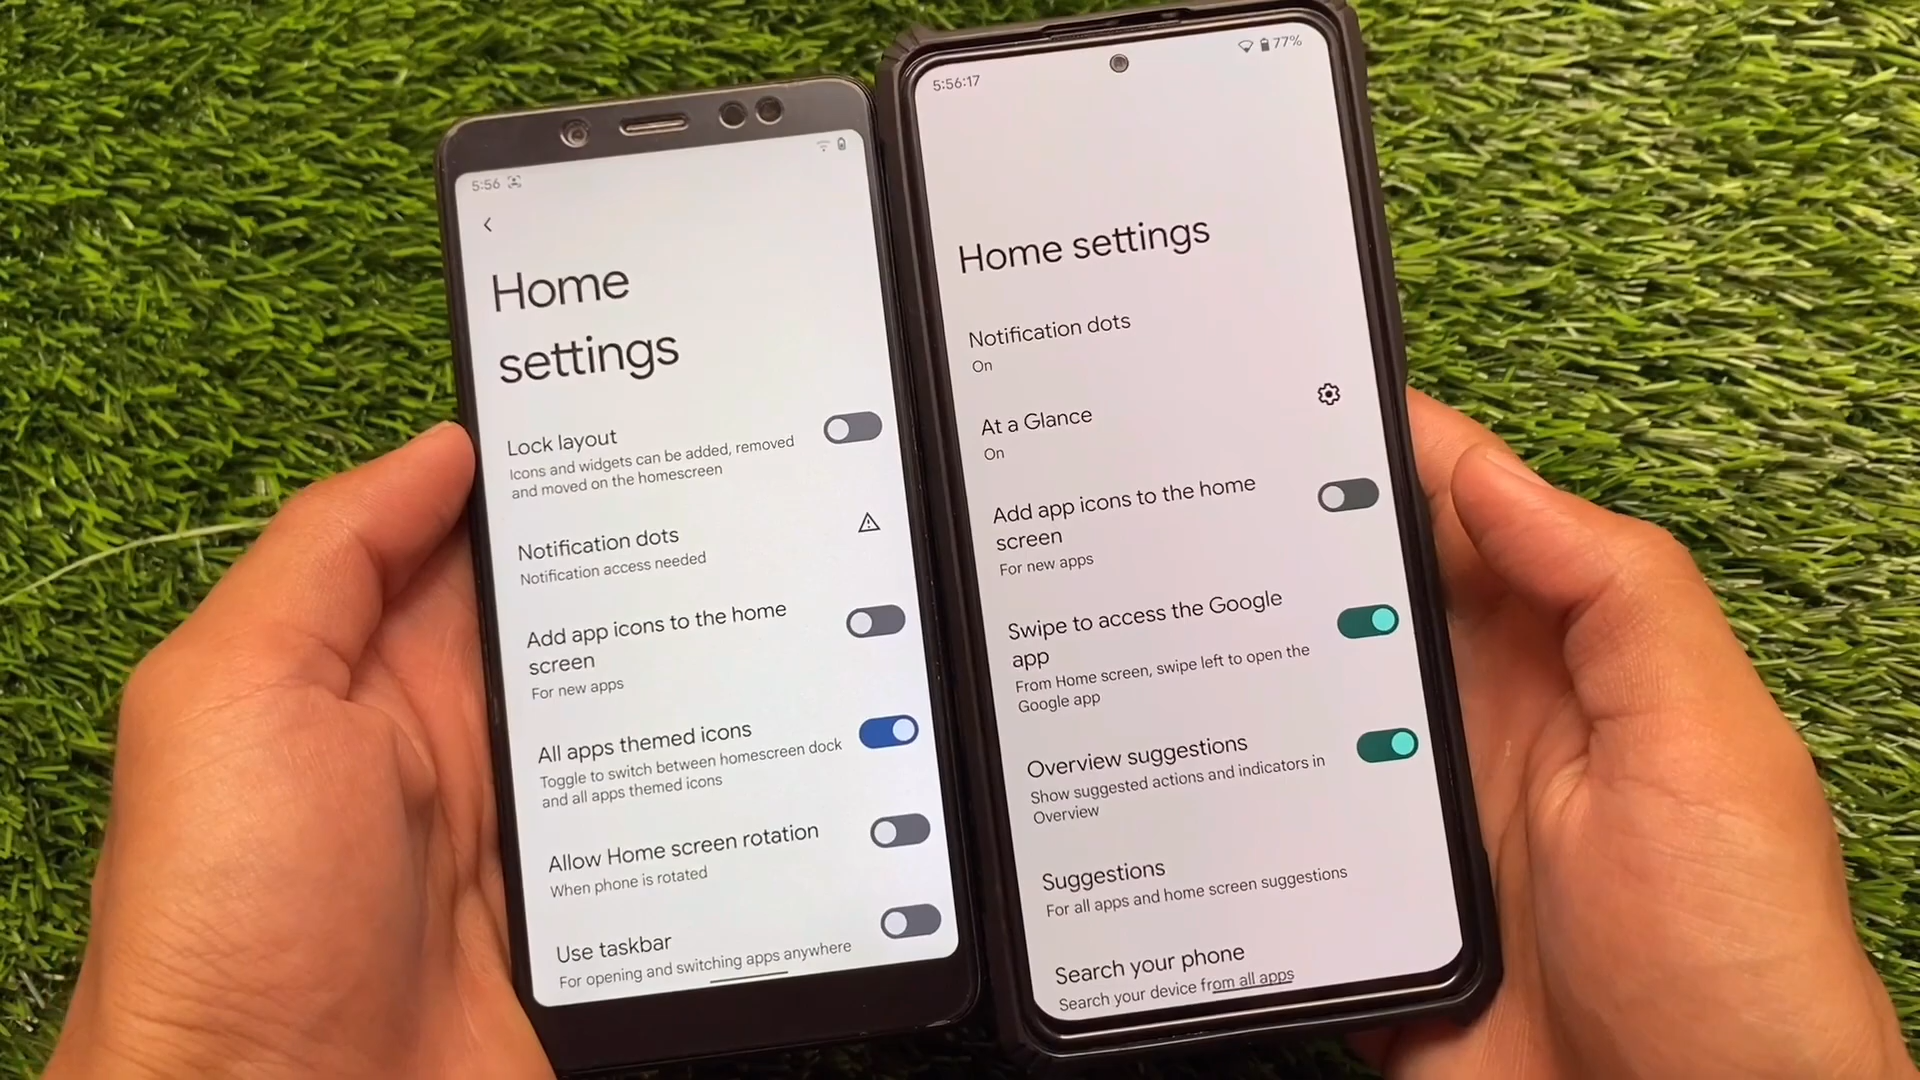 5:56
Home
settings
Lock layout
Icons and widgets can be added, removed
and moved on the homescreen
Notification dots
Notification access needed
Add app icons to the home
screen
For new apps
All apps themed icons
Toggle to switch between homescreen dock
and all apps themed icons
Allow Home screen rotation
When phone is rotated
Use taskbar
For opening and switching apps anywhere
5:56:17
77%
Home settings
Notification dots
On
At a Glance
On
Add app icons to the home
screen
For new apps
Swipe to access the Google
app
From Home screen, swipe left to open the
Google app
Overview suggestions
Show suggested actions and indicators in
Overview
Suggestions
For all apps and home screen suggestions
Search your phone
Search your device from all apps